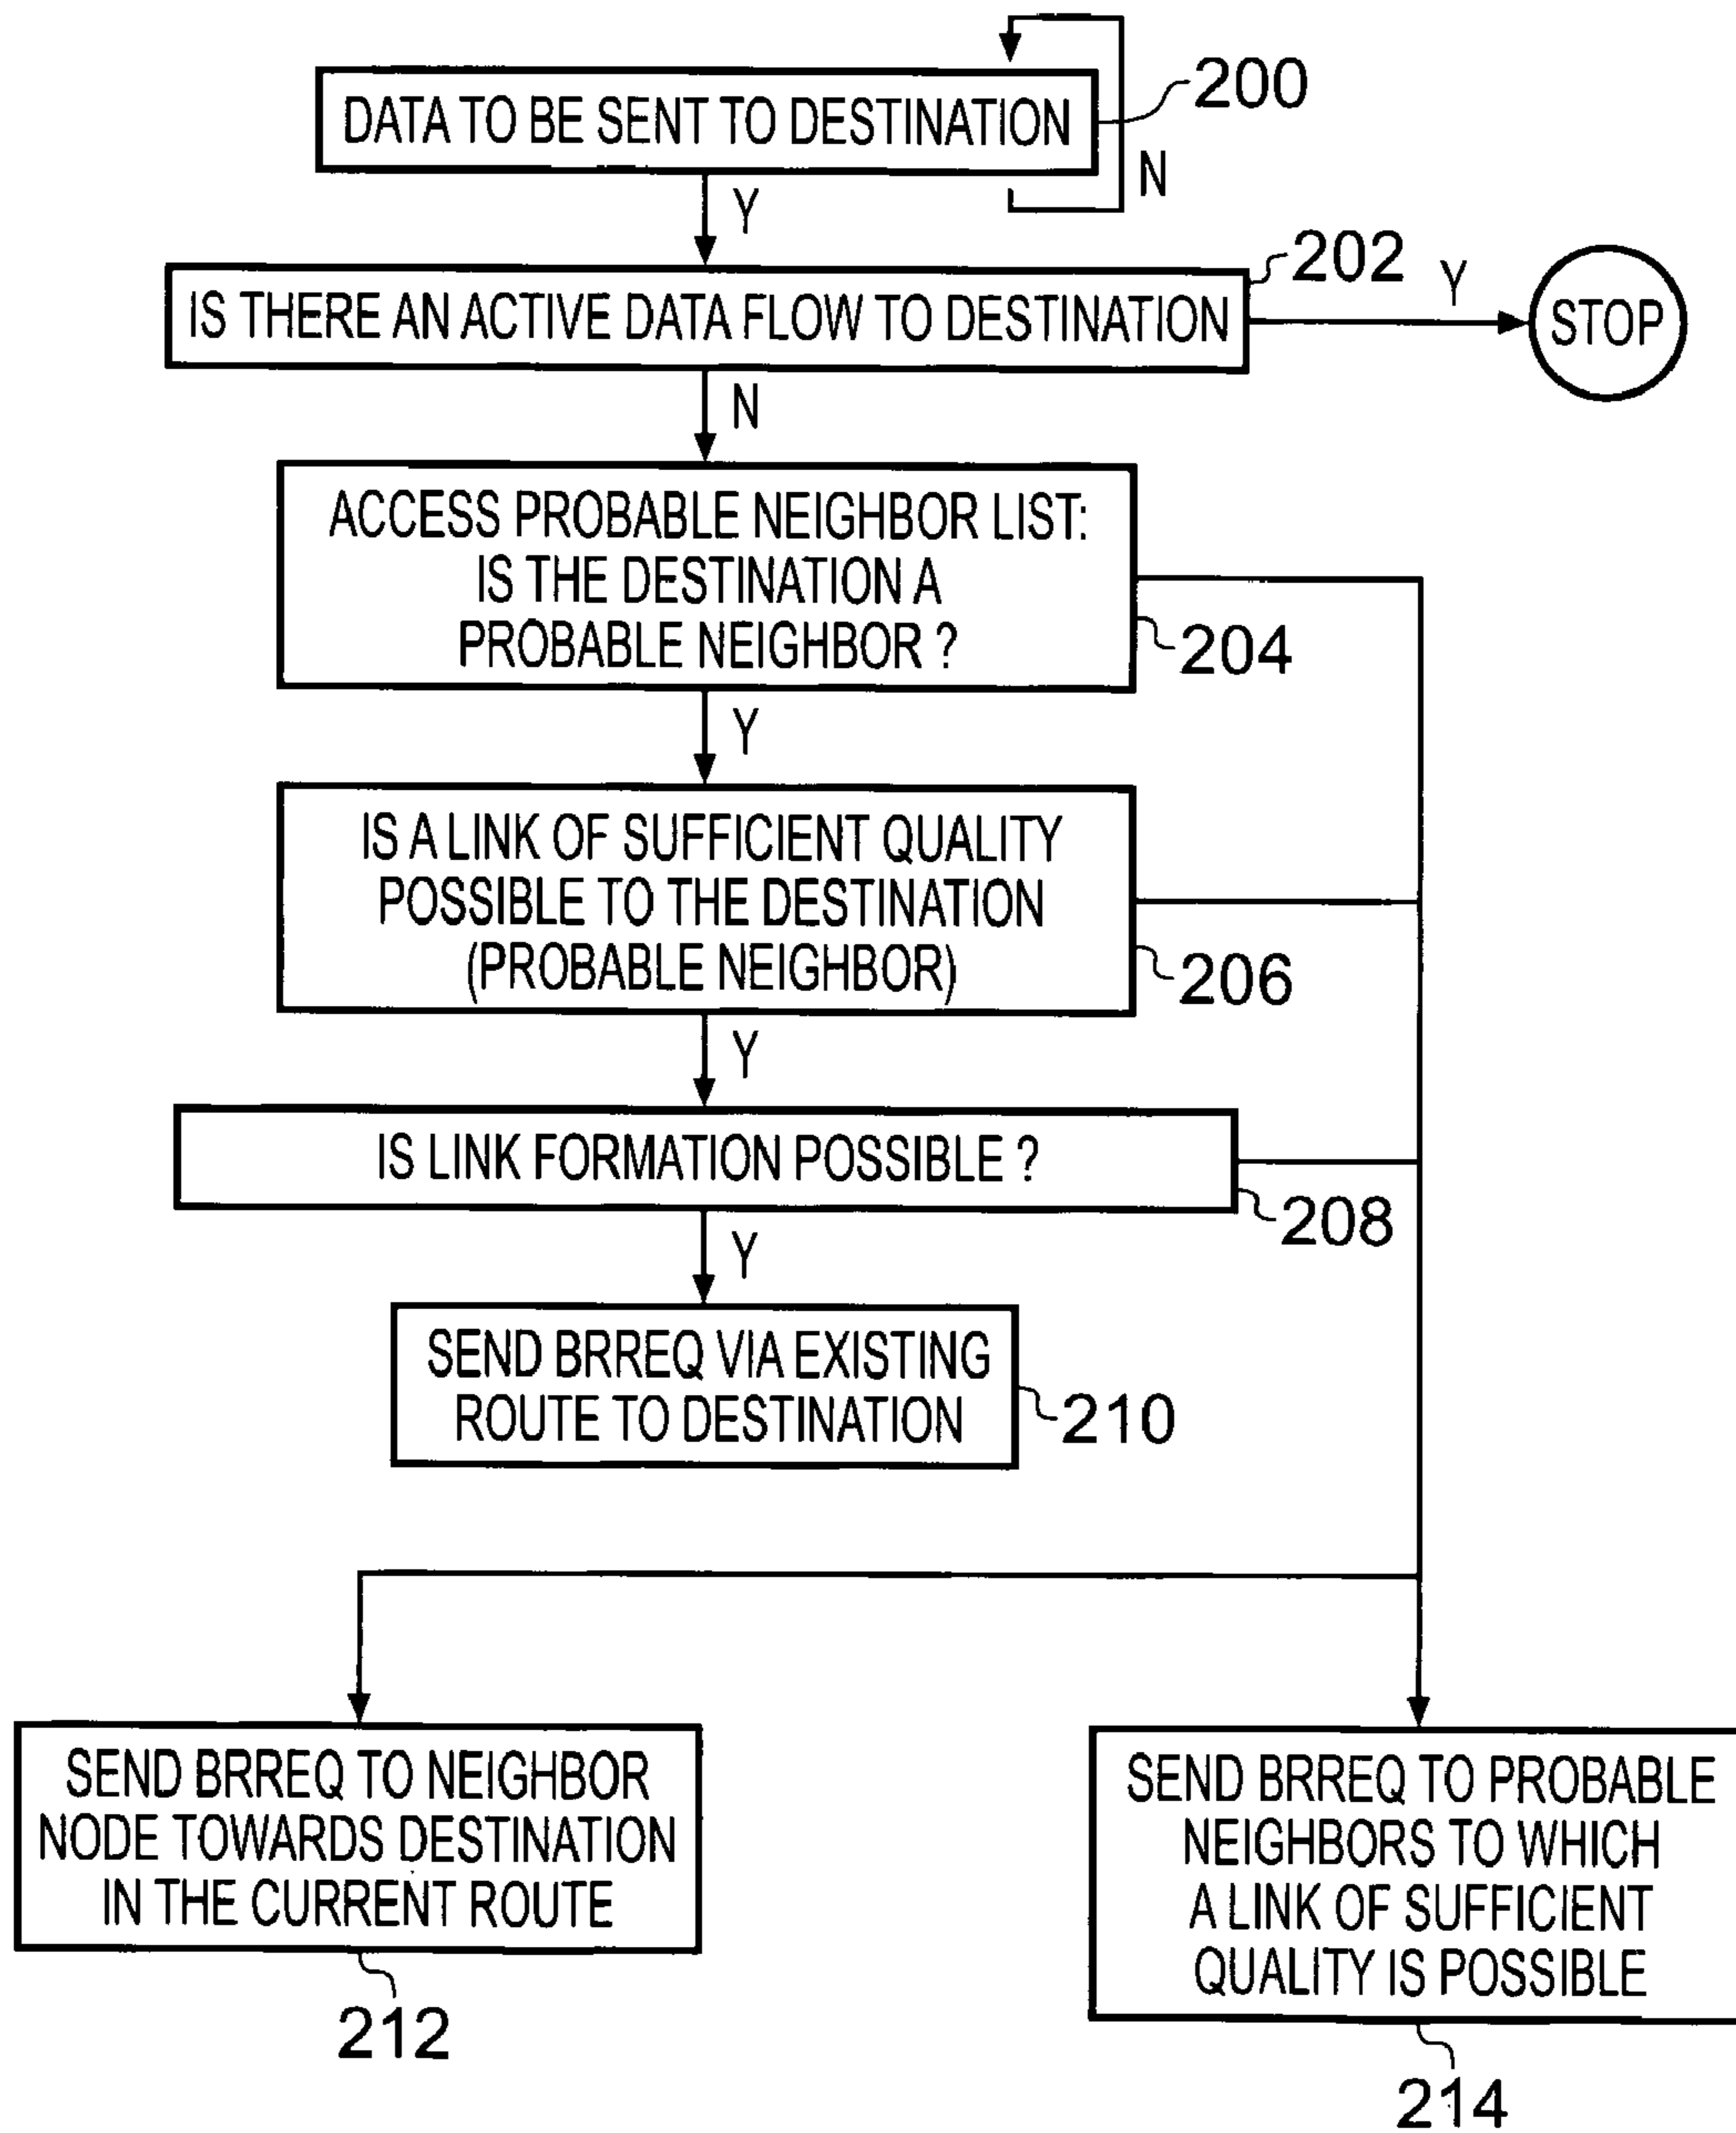 DATA TO BE SENT TO DESTINATION
200
N
Y
IS THERE AN ACTIVE DATA FLOW TO DESTINATION
202
Y
STOP
N
ACCESS PROBABLE NEIGHBOR LIST:
IS THE DESTINATION A
PROBABLE NEIGHBOR ?
204
Y
IS A LINK OF SUFFICIENT QUALITY
POSSIBLE TO THE DESTINATION
(PROBABLE NEIGHBOR)
206
Y
IS LINK FORMATION POSSIBLE ?
208
Y
SEND BRREQ VIA EXISTING
ROUTE TO DESTINATION
210
SEND BRREQ TO NEIGHBOR
NODE TOWARDS DESTINATION
IN THE CURRENT ROUTE
212
SEND BRREQ TO PROBABLE
NEIGHBORS TO WHICH
A LINK OF SUFFICIENT
QUALITY IS POSSIBLE
214